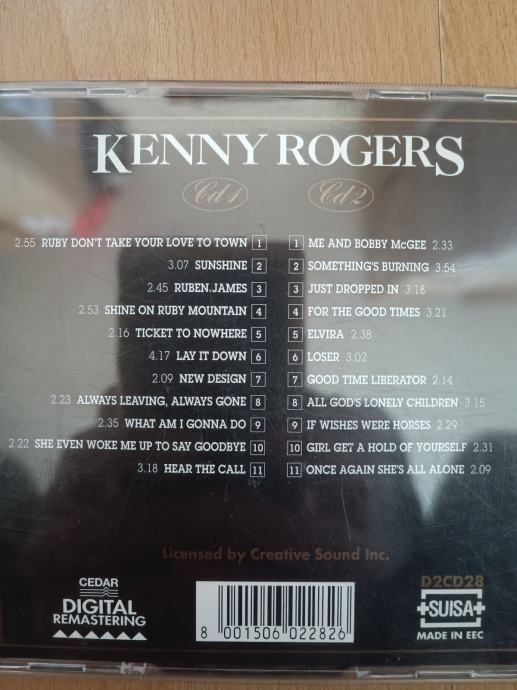 KENNY ROGERS
Cd 1
2.55 RUBY DON'T TAKE YOUR LOVE TO TOWN 1
3.07 SUNSHINE 2
2.45 RUBEN JAMES 3
2.53 SHINE ON RUBY MOUNTAIN 4
2.16 TICKET TO NOWHERE 5
4.17 LAY IT DOWN 6
2.09 NEW DESIGN 7
2.23 ALWAYS LEAVING, ALWAYS GONE 8
2.35 WHAT AM I GONNA DO 9
2.22 SHE EVEN WOKE ME UP TO SAY GOODBYE 10
3.18 HEAR THE CALL 11
Cd 2
1 ME AND BOBBY McGEE 2.33
2 SOMETHING'S BURNING 3.54
3 JUST DROPPED IN 3.18
4 FOR THE GOOD TIMES 3.21
5 ELVIRA 2.38
6 LOSER 3.02
7 GOOD TIME LIBERATOR 2.14
8 ALL GOD'S LONELY CHILDREN 3.15
9 IF WISHES WERE HORSES 2.29
10 GIRL GET A HOLD OF YOURSELF 2.31
11 ONCE AGAIN SHE'S ALL ALONE 2.09
Licensed by Creative Sound Inc.
CEDAR
DIGITAL
REMASTERING
8 001506 022826
D2CD28
SUISA
MADE IN EEC